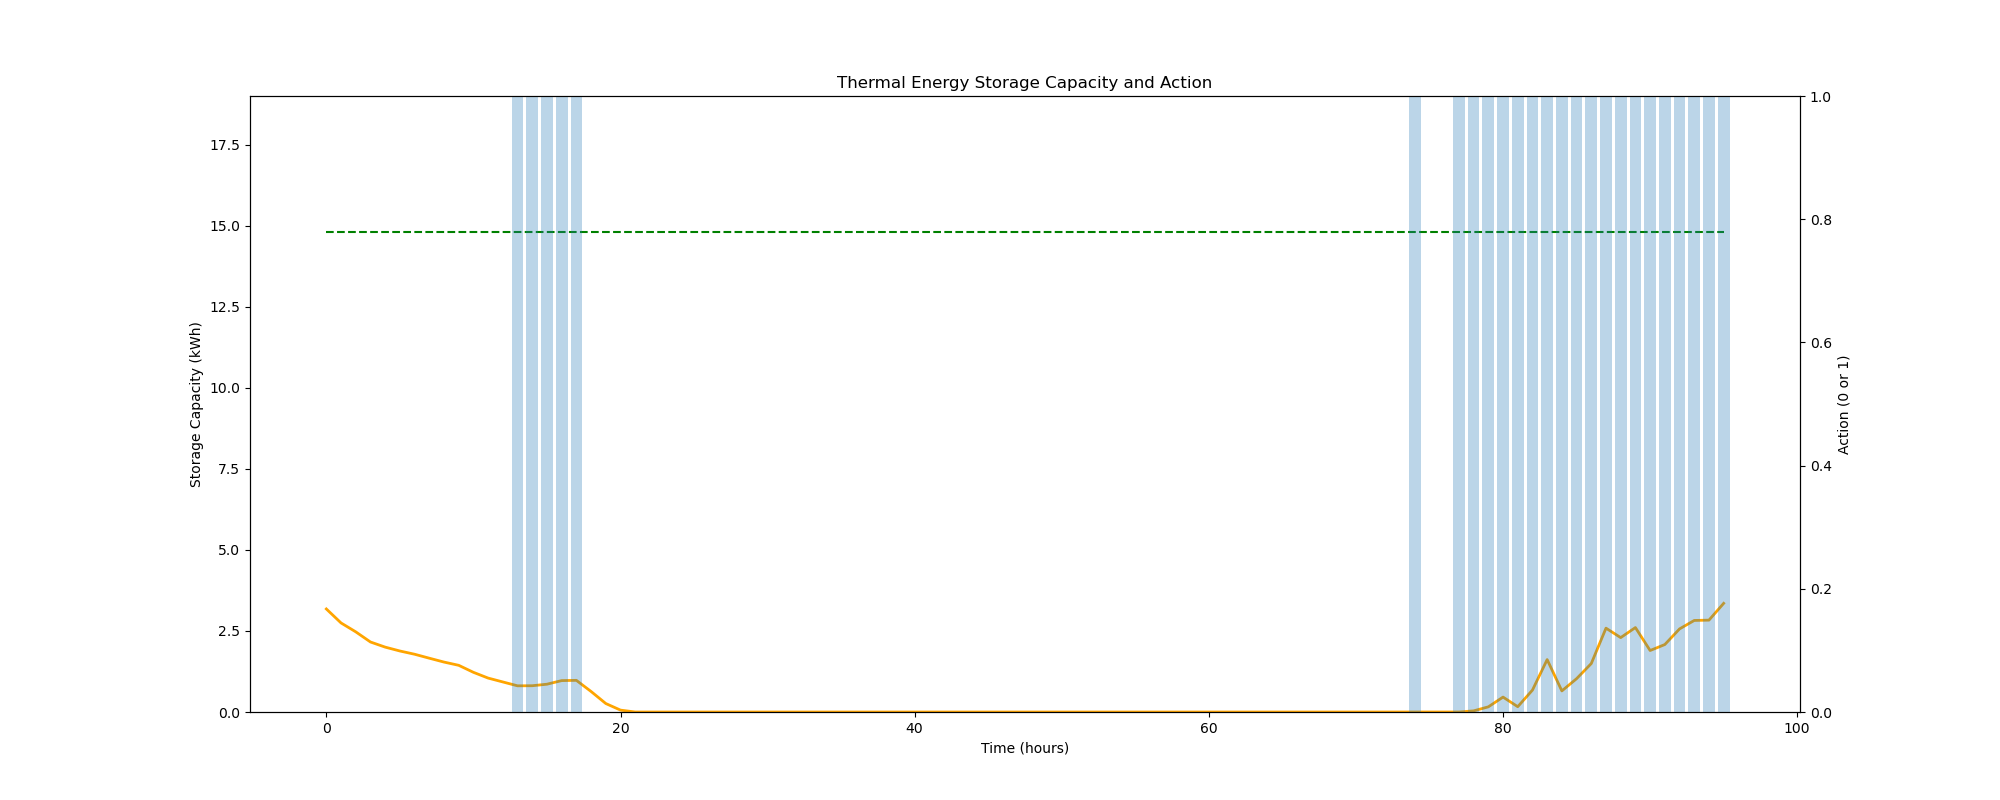 Thermal Energy Storage Capacity and Action
17.5
15.0
12.5
10.0
7.5
5.0
2.5
0.0
Storage Capacity (kWh)
1.0
0.8
0.6
0.4
0.2
0.0
Action (0 or 1)
0 20 40 60 80 100
Time (hours)